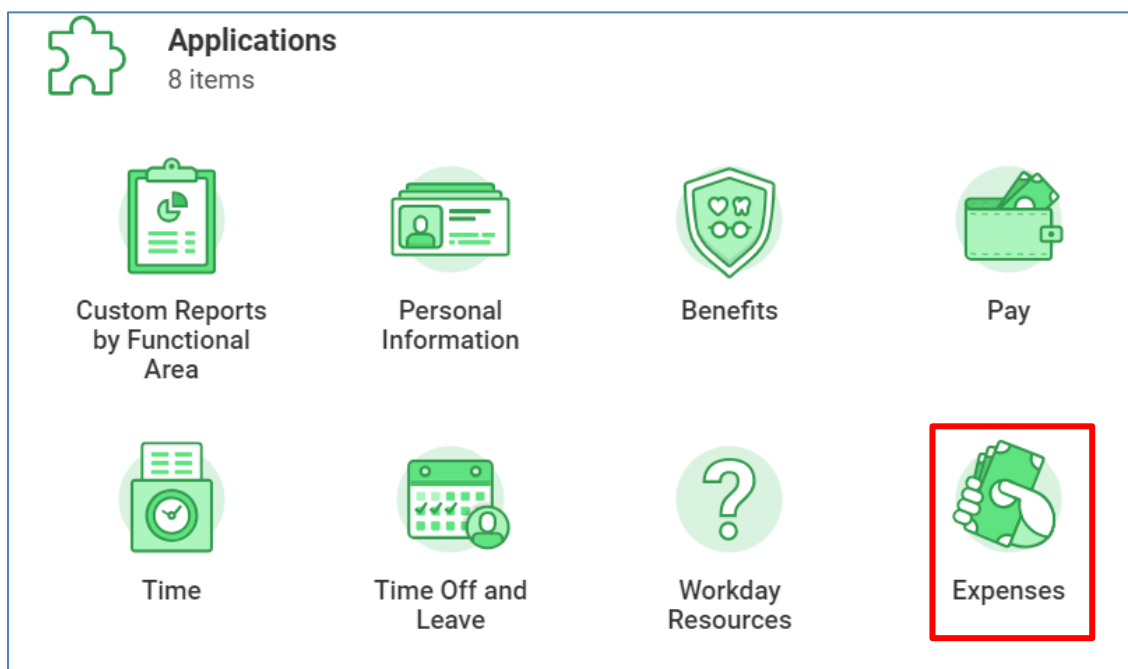 Applications
8 items
Custom Reports
by Functional
Area
Personal
Information
Benefits
Pay
Time
Time Off and
Leave
Workday
Resources
Expenses